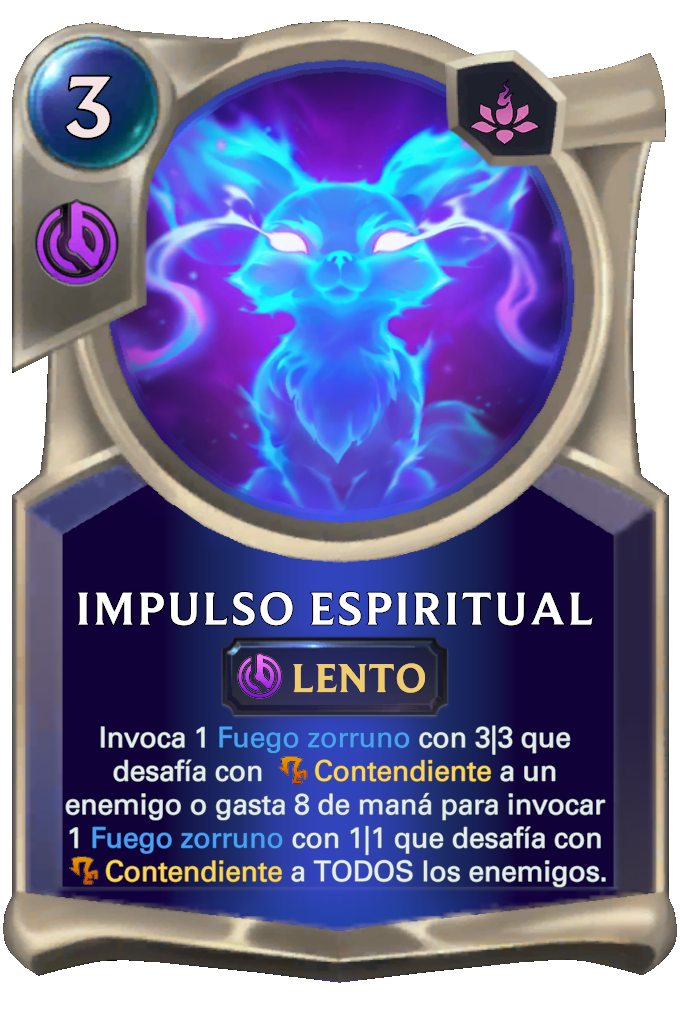 3
IMPULSO ESPIRITUAL
LENTO
Invoca 1 Fuego zorruno con 3|3 que
desafía con Contendiente a un
enemigo o gasta 8 de maná para invocar
1 Fuego zorruno con 1|1 que desafía con
Contendiente a TODOS los enemigos.